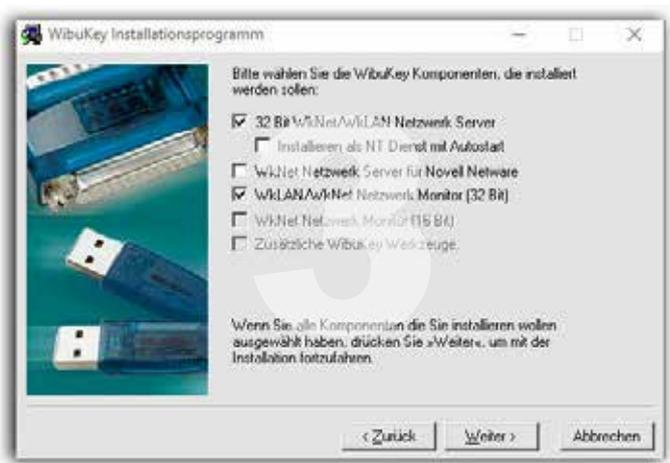 WibuKey Installationsprogramm
Bitte wählen Sie die WibuKey Komponenten, die installiert
werden sollen:
32 Bit WkNet/WkLAN Netzwerk Server
Installieren als NT Dienst mit Autostart
WkNet Netzwerk Server für Novell Netware
WkLAN/WkNet Netzwerk Monitor (32 Bit)
WkNet Netzwerk Monitor (16 Bit)
Zusätzliche WibuKey Werkzeuge.
Wenn Sie alle Komponentan die Sie installieren wollen
ausgewählt haben, drücken Sie »Weiter«, um mit der
Installation fortzufahren.
5
< Zurück
Weiter >
Abbrechen